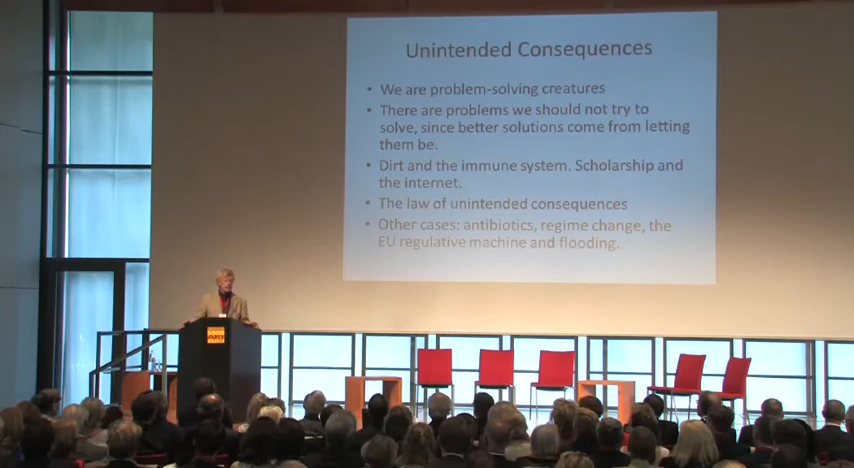 Unintended Consequences
• We are problem-solving creatures
• There are problems we should not try to
solve, since better solutions come from letting
them be.
• Dirt and the immune system. Scholarship and
the internet.
• The law of unintended consequences
• Other cases: antibiotics, regime change, the
EU regulative machine and flooding.